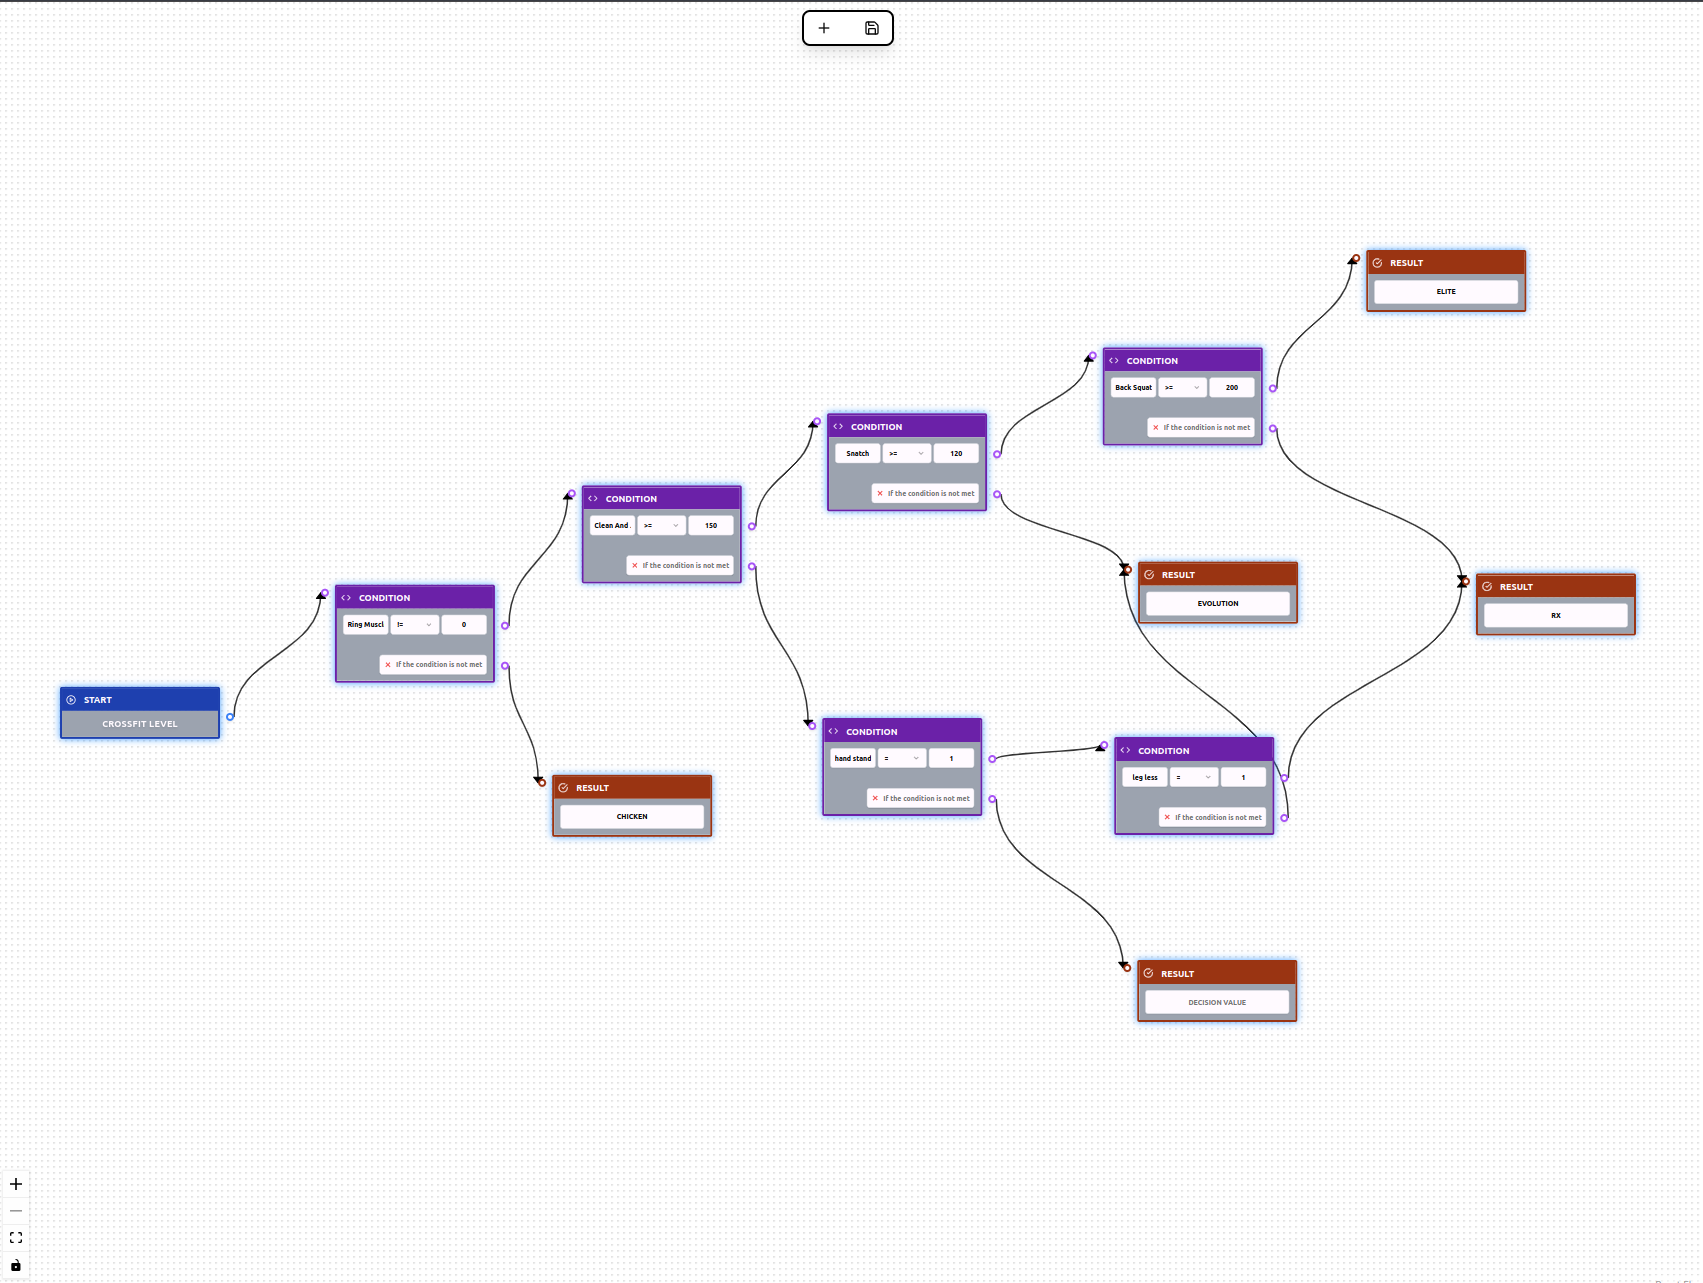 RESULT
ELITE
CONDITION
Back Squat >= 200
If the condition is not met
CONDITION
Snatch >= 120
If the condition is not met
CONDITION
Clean And >= 150
If the condition is not met
RESULT
EVOLUTION
RESULT
RX
CONDITION
Ring Muscl != 0
If the condition is not met
START
CROSSFIT LEVEL
CONDITION
hand stand = 1
If the condition is not met
CONDITION
leg less = 1
If the condition is not met
RESULT
CHICKEN
RESULT
DECISION VALUE